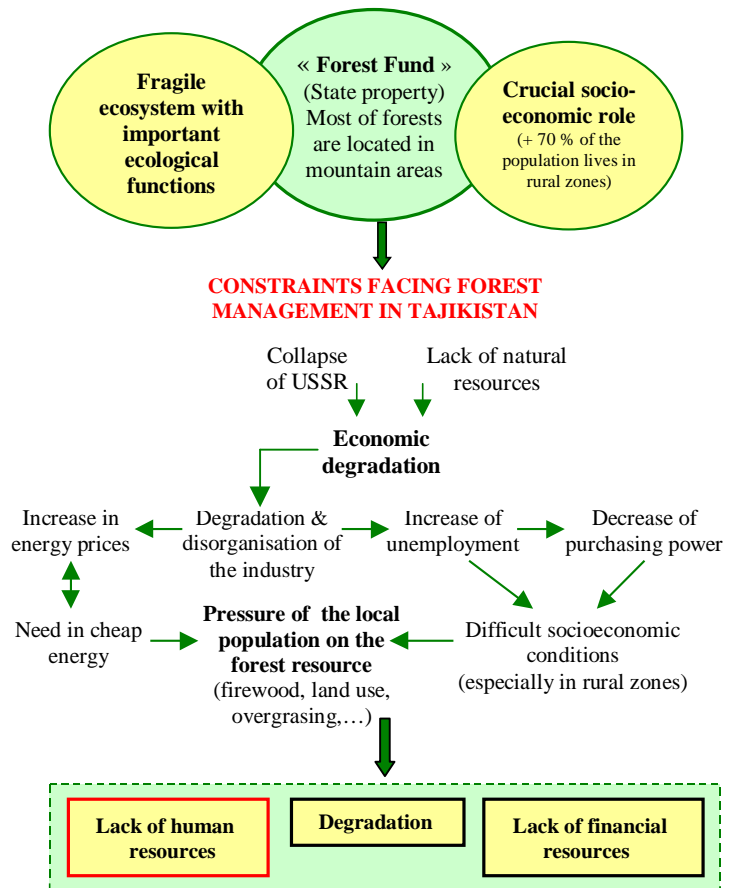 Fragile
ecosystem with
important
ecological
functions
« Forest Fund »
(State property)
Most of forests
are located in
mountain areas
Crucial socio-
economic role
(+ 70 % of the
population lives in
rural zones)
CONSTRAINTS FACING FOREST
MANAGEMENT IN TAJIKISTAN
Collapse
of USSR
Lack of natural
resources
Economic
degradation
Increase in
energy prices
Degradation &
disorganisation of
the industry
Increase of
unemployment
Decrease of
purchasing power
Need in cheap
energy
Pressure of the local
population on the
forest resource
(firewood, land use,
overgrasing,…)
Difficult socioeconomic
conditions
(especially in rural zones)
Lack of human
resources
Degradation
Lack of financial
resources